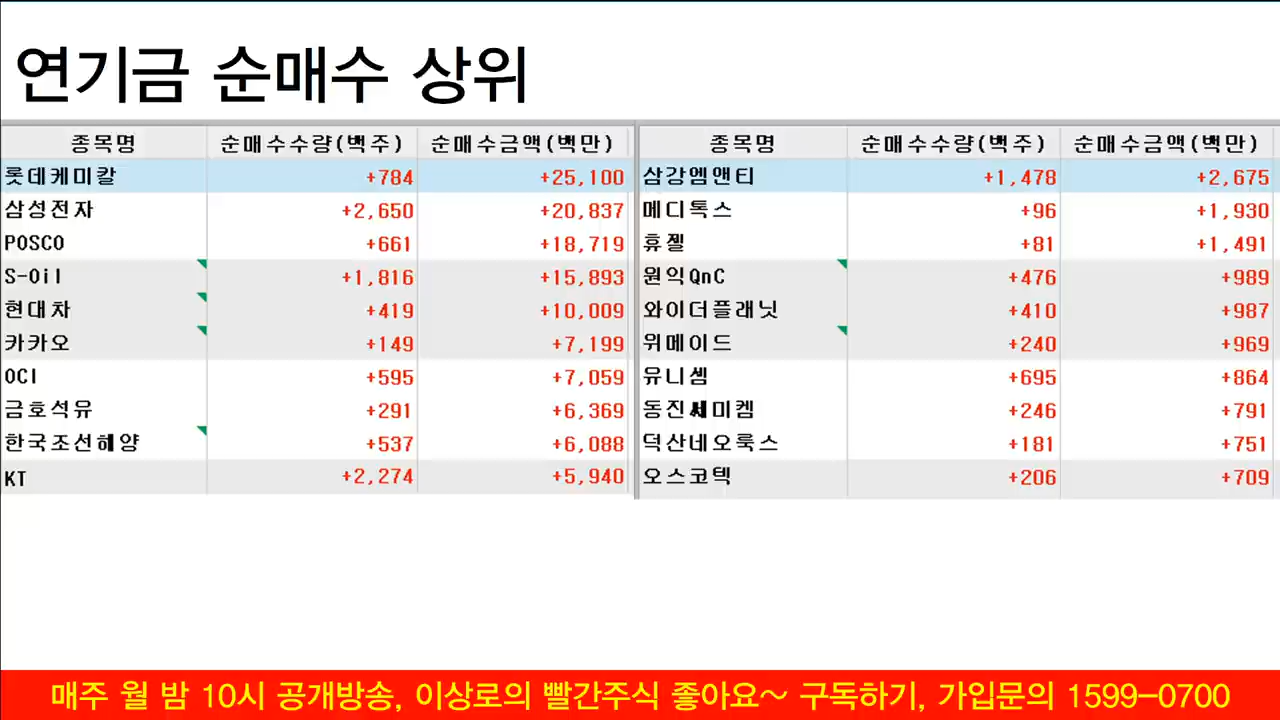 연기금 순매수 상위
종목명 순매수수량(백주) 순매수금액(백만) 종목명 순매수수량(백주) 순매수금액(백만)
롯데케미칼 +784 +25,100 삼강엠앤티 +1,478 +2,675
삼성전자 +2,650 +20,837 메디톡스 +96 +1,930
POSCO +661 +18,719 휴젤 +81 +1,491
S-Oil +1,816 +15,893 원익QnC +476 +989
현대차 +419 +10,009 와이더플래닛 +410 +987
카카오 +149 +7,199 위메이드 +240 +969
OCI +595 +7,059 유니셈 +695 +864
금호석유 +291 +6,369 동진쎄미켐 +246 +791
한국조선해양 +537 +6,088 덕산네오룩스 +181 +751
KT +2,274 +5,940 오스코텍 +206 +709
매주 월 밤 10시 공개방송, 이상로의 빨간주식 좋아요~ 구독하기, 가입문의 1599-0700